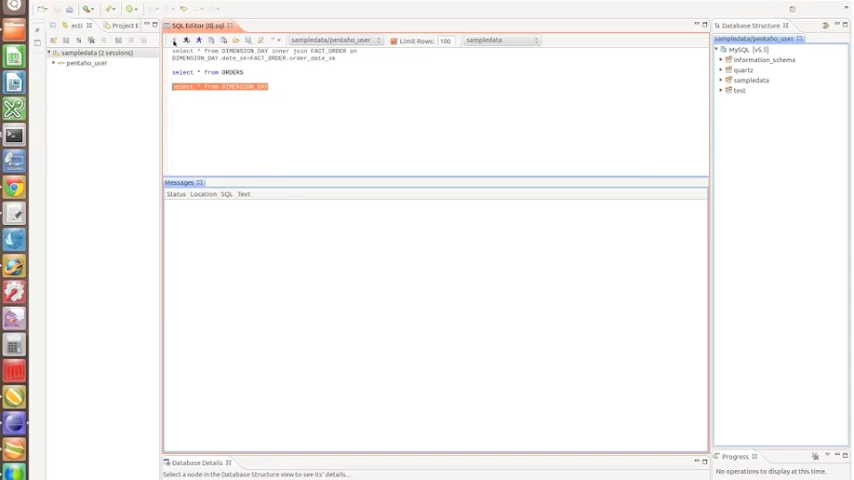 ecti
Project E
SQL Editor (0).sql
Database Structure
sampledata/pentaho_user
Limit Rows: 100
sampledata
sampledata/pentaho_user
sampledata (2 sessions)
pentaho_user
select * from DIMENSION_DAY inner join FACT_ORDER on
DIMENSION_DAY.date_sk=FACT_ORDER.order_date_sk
select * from ORDERS
select * from DIMENSION_DAY
MySQL [v5.5]
information_schema
quartz
sampledata
test
Messages
Status Location SQL Text
Database Details
Select a node in the Database Structure view to see its' details...
Progress
No operations to display at this time.